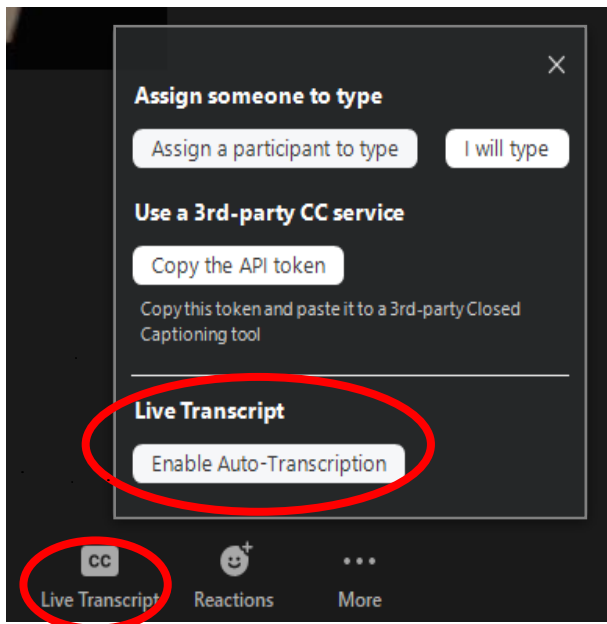 Assign someone to type
Assign a participant to type I will type
Use a 3rd-party CC service
Copy the API token
Copy this token and paste it to a 3rd-party Closed
Captioning tool
Live Transcript
Enable Auto-Transcription
CC
Live Transcript Reactions More